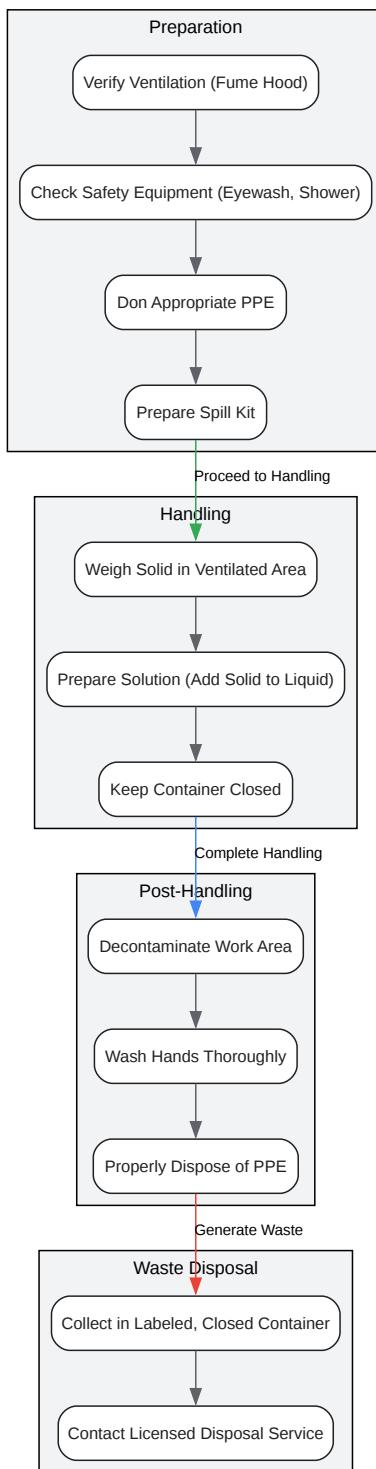 Preparation
Verify Ventilation (Fume Hood)
Check Safety Equipment (Eyewash, Shower)
Don Appropriate PPE
Prepare Spill Kit
Proceed to Handling
Handling
Weigh Solid in Ventilated Area
Prepare Solution (Add Solid to Liquid)
Keep Container Closed
Complete Handling
Post-Handling
Decontaminate Work Area
Wash Hands Thoroughly
Properly Dispose of PPE
Generate Waste
Waste Disposal
Collect in Labeled, Closed Container
Contact Licensed Disposal Service